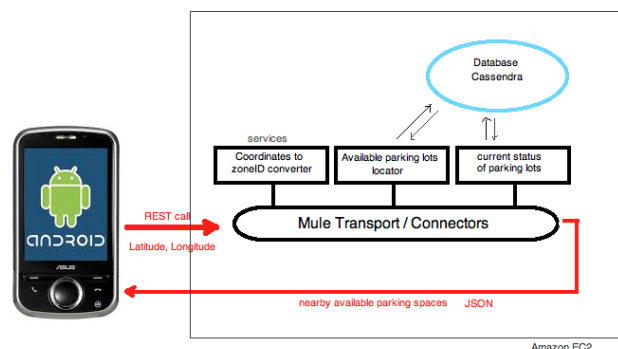 Database
Cassendra
services
Coordinates to
zoneID converter
Available parking lots
locator
current status
of parking lots
REST call
Mule Transport / Connectors
Latitude, Longitude
ANDROID
ASUS
nearby available parking spaces JSON
Amazon EC2